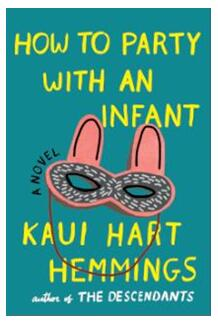 HOW TO PARTY
WITH AN
INFANT
A NOVEL
KAUI HART
HEMMINGS
author of THE DESCENDANTS